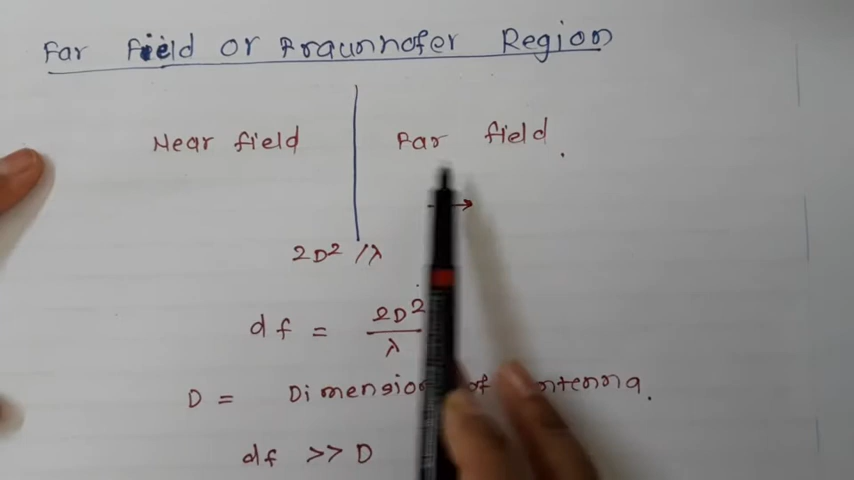 Far Field or Fraunhofer Region
Near field Far field.
2D² /λ
df = 2D²/λ
D = Dimension of Antenna.
df >> D